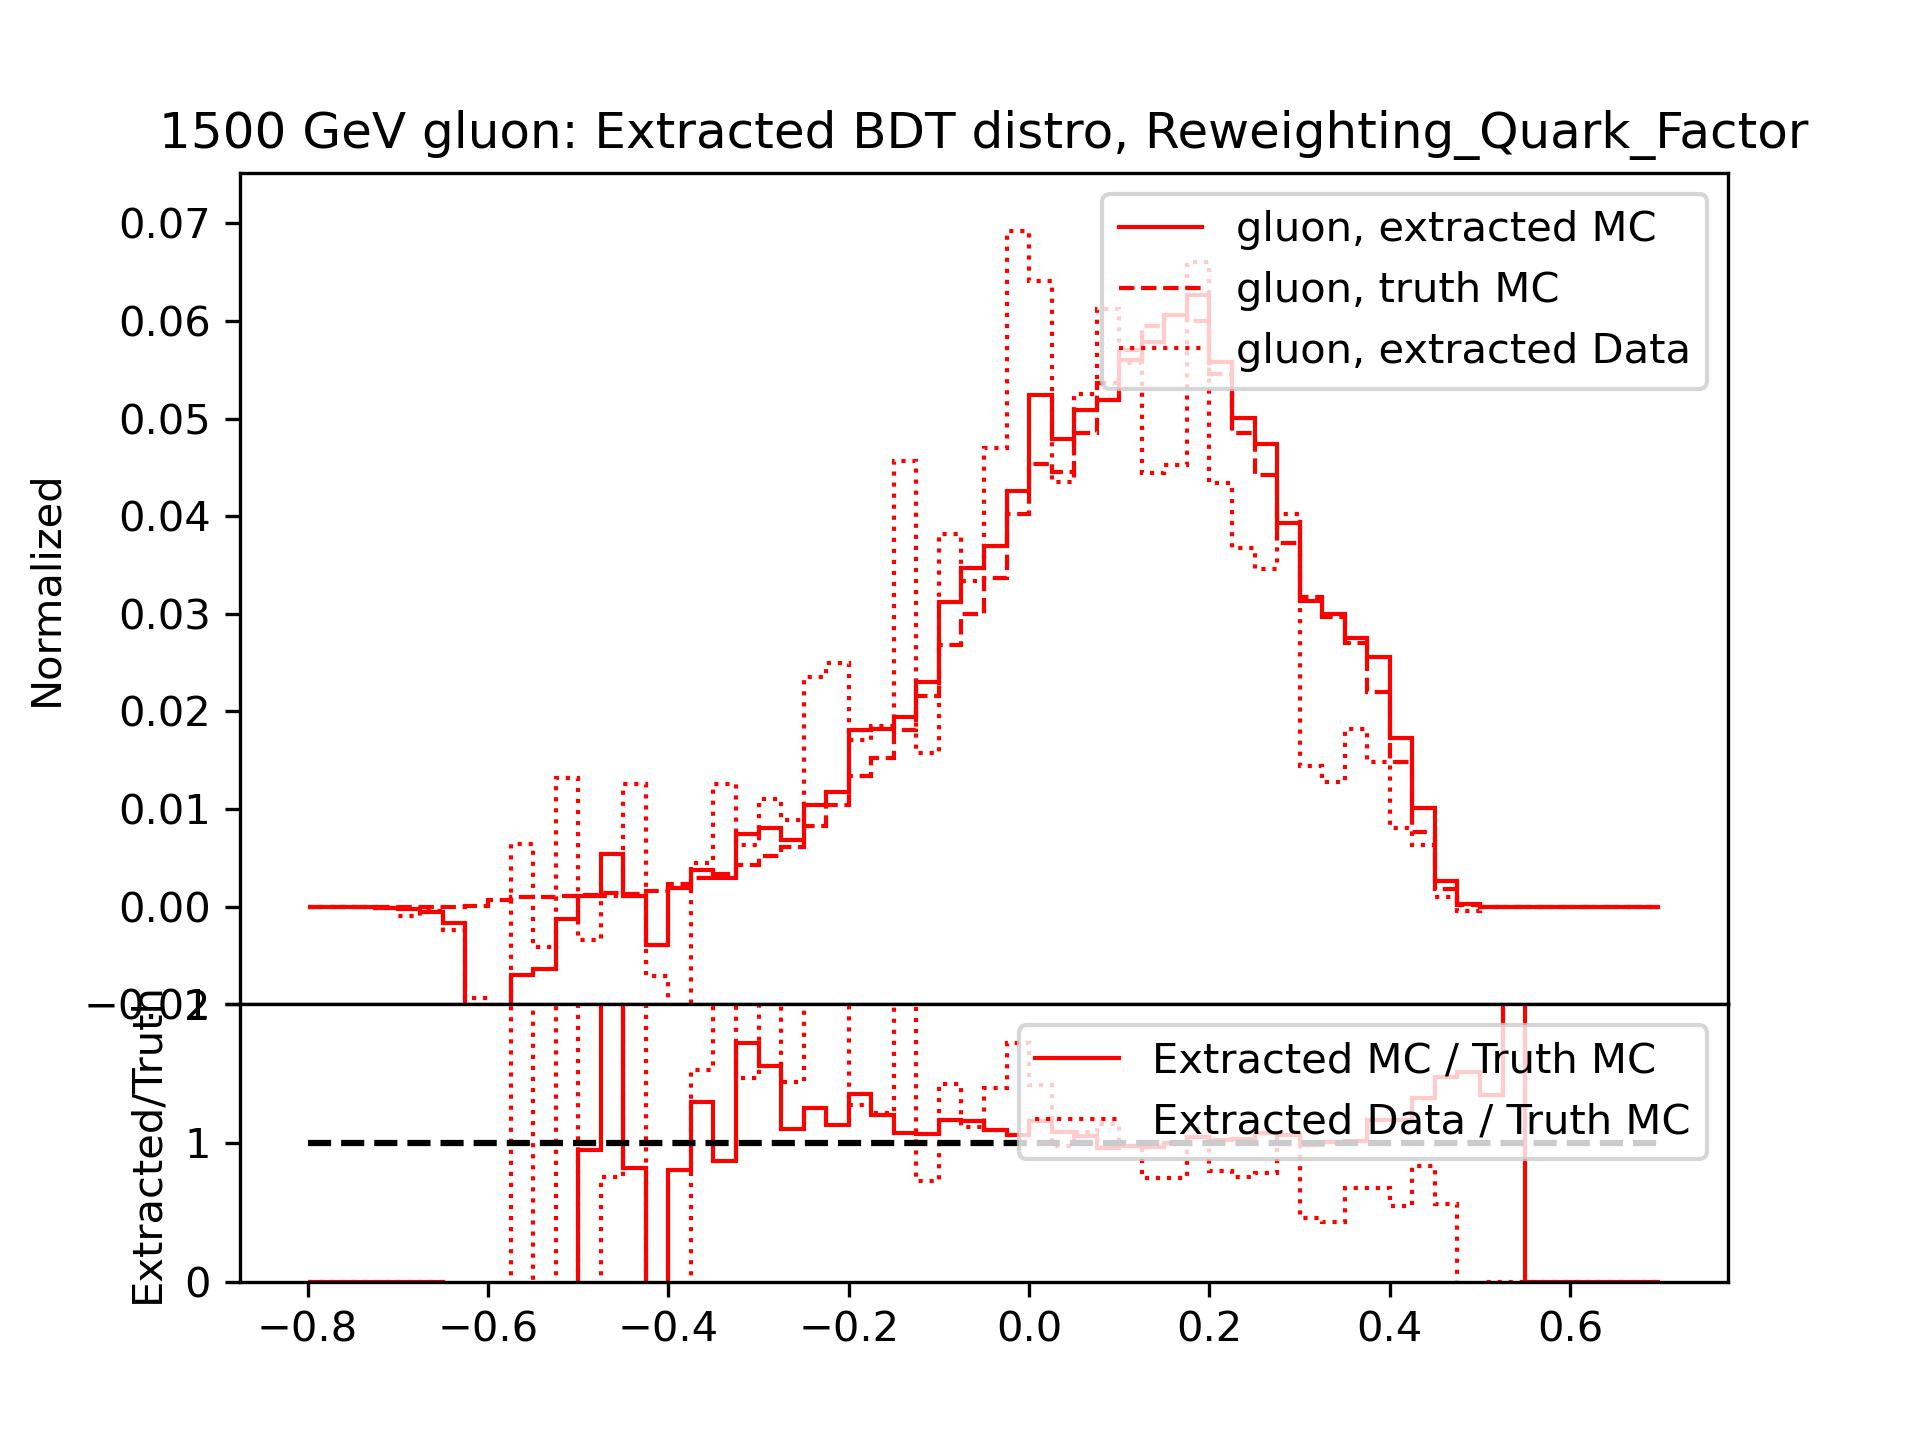 1500 GeV gluon: Extracted BDT distro, Reweighting_Quark_Factor
0.07
0.06
0.05
0.04
0.03
0.02
0.01
0.00
−0.01
Normalized
gluon, extracted MC
gluon, truth MC
gluon, extracted Data
2
1
0
Extracted/Truth
Extracted MC / Truth MC
Extracted Data / Truth MC
−0.8 −0.6 −0.4 −0.2 0.0 0.2 0.4 0.6